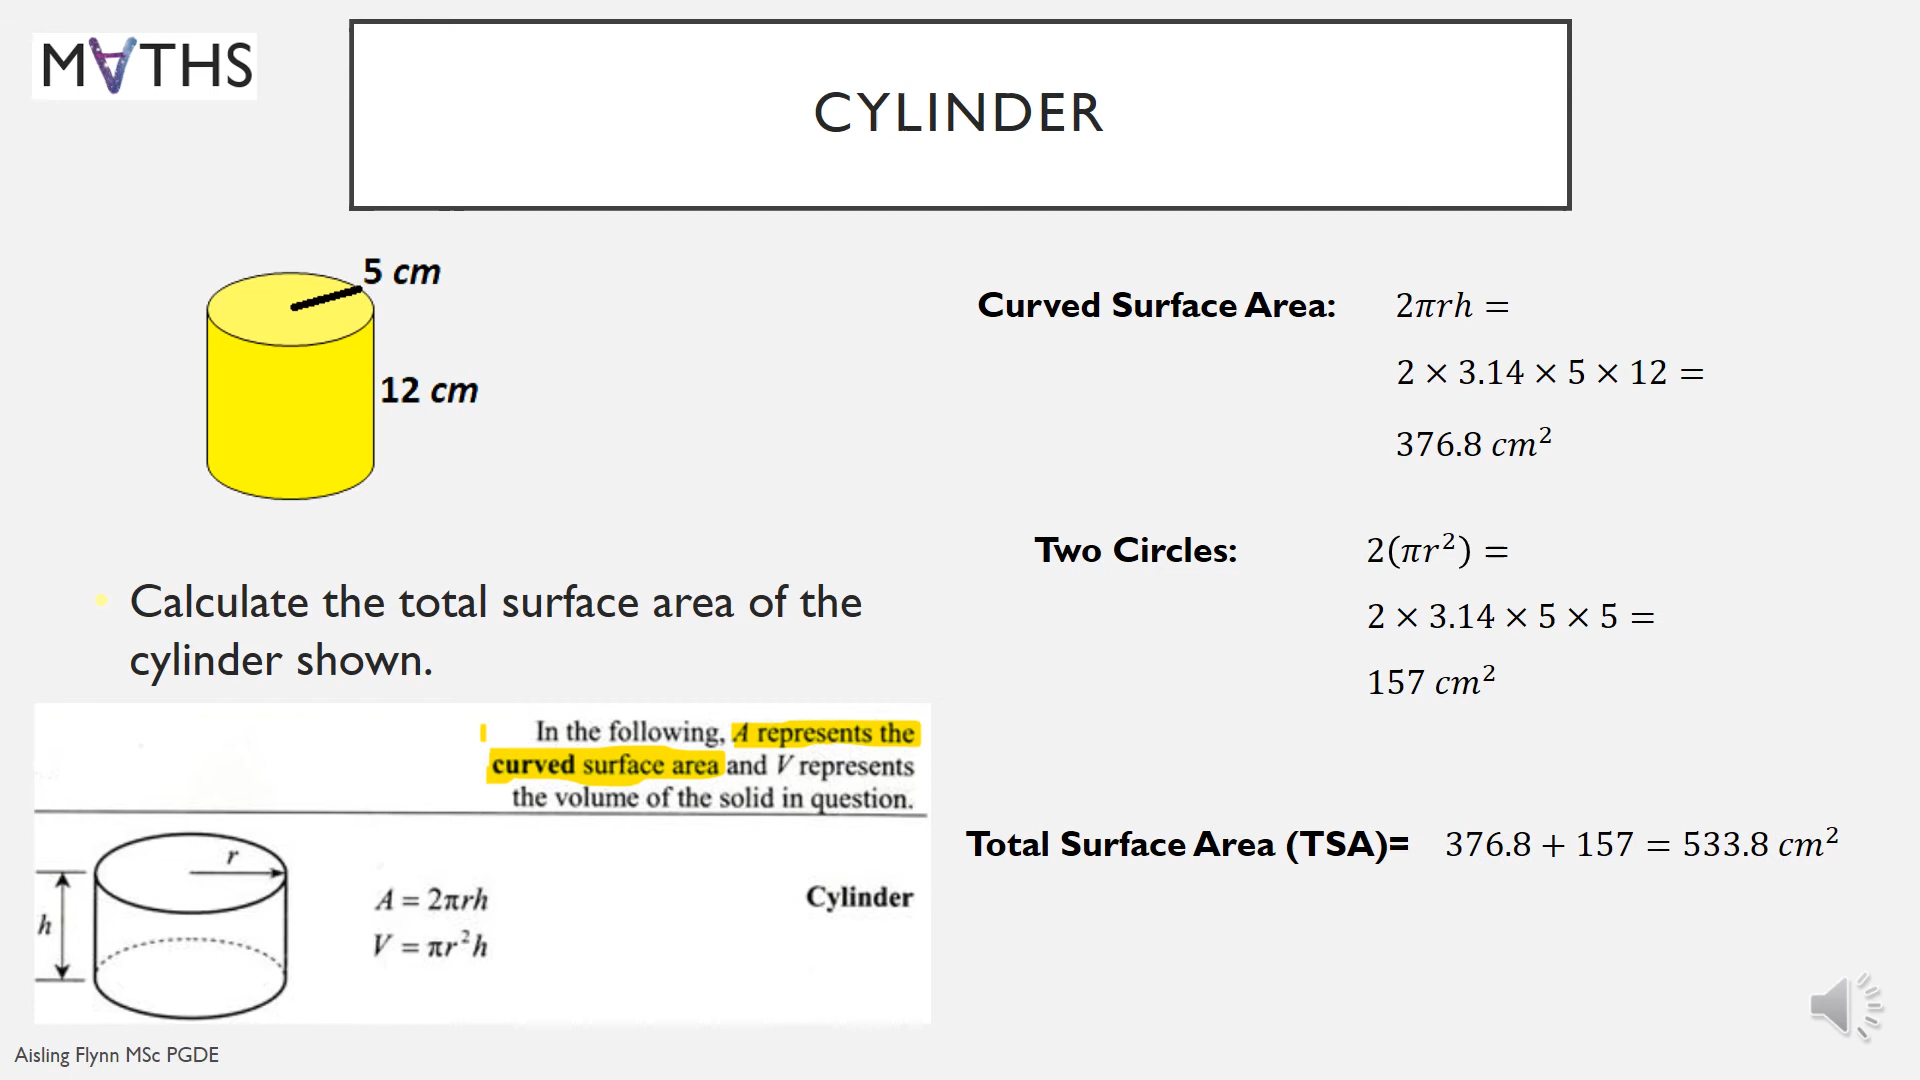 M∀THS
CYLINDER
5 cm
12 cm
Calculate the total surface area of the
cylinder shown.
In the following, A represents the
curved surface area and V represents
the volume of the solid in question.
r
h
A = 2πrh
V = πr²h
Cylinder
Curved Surface Area: 2πrh =
2 × 3.14 × 5 × 12 =
376.8 cm²
Two Circles: 2(πr²) =
2 × 3.14 × 5 × 5 =
157 cm²
Total Surface Area (TSA)= 376.8 + 157 = 533.8 cm²
Aisling Flynn MSc PGDE